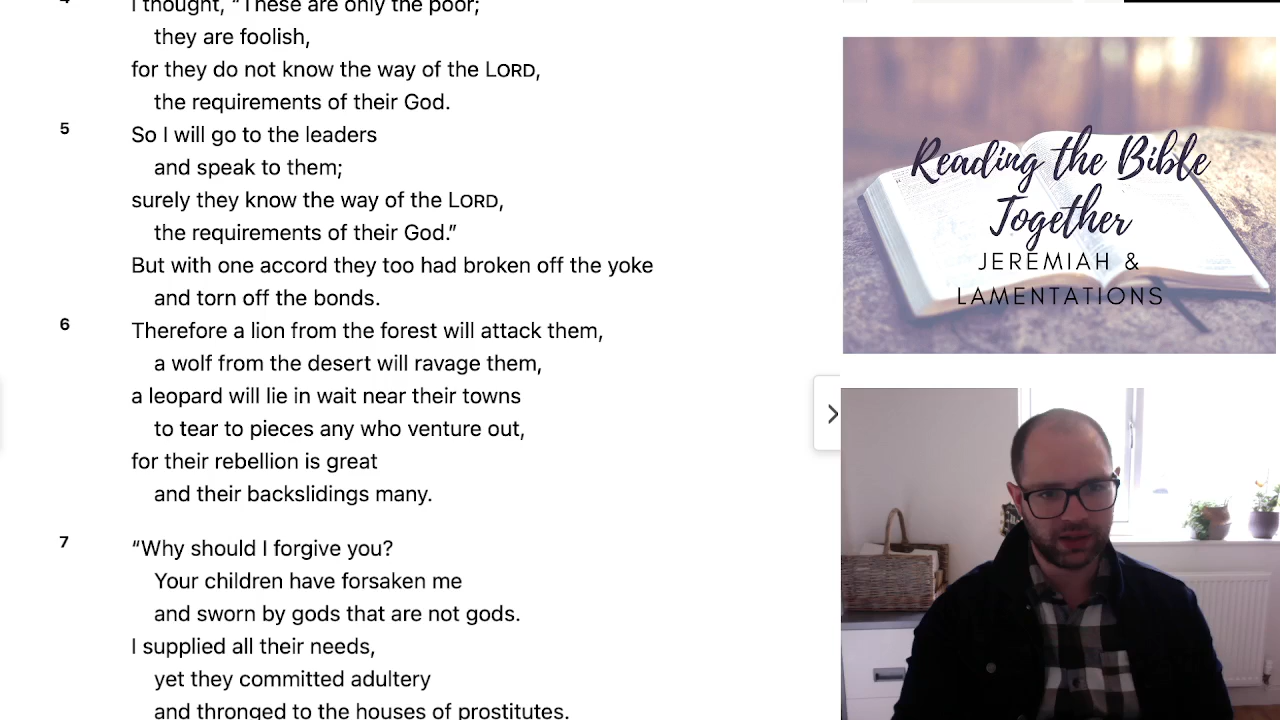 4
I thought, “These are only the poor;
they are foolish,
for they do not know the way of the LORD,
the requirements of their God.
5
So I will go to the leaders
and speak to them;
surely they know the way of the LORD,
the requirements of their God.”
But with one accord they too had broken off the yoke
and torn off the bonds.
6
Therefore a lion from the forest will attack them,
a wolf from the desert will ravage them,
a leopard will lie in wait near their towns
to tear to pieces any who venture out,
for their rebellion is great
and their backslidings many.
7
“Why should I forgive you?
Your children have forsaken me
and sworn by gods that are not gods.
I supplied all their needs,
yet they committed adultery
and thronged to the houses of prostitutes.
Reading the Bible
Together
JEREMIAH &
LAMENTATIONS